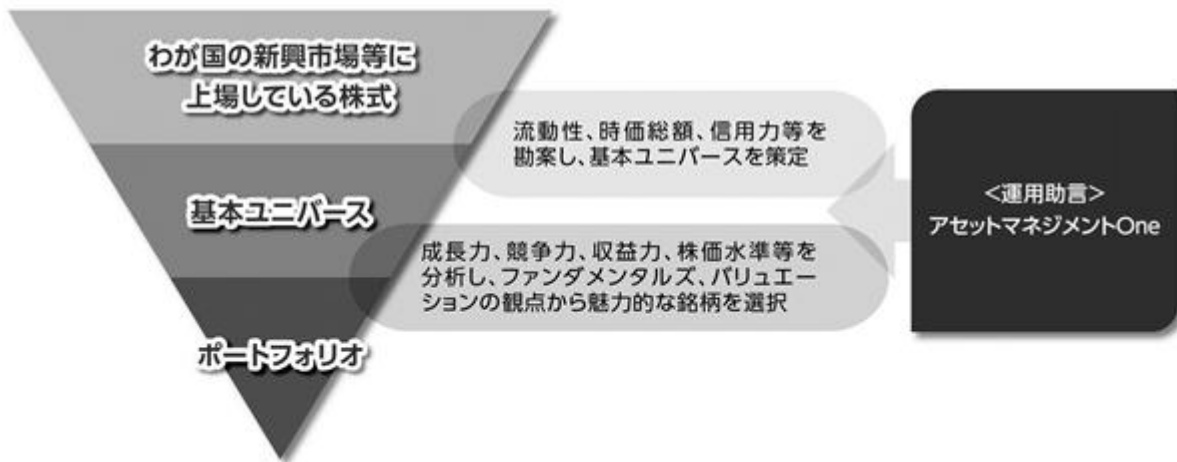 わが国の新興市場等に
上場している株式
流動性、時価総額、信用力等を
勘案し、基本ユニバースを策定
基本ユニバース
<運用助言>
アセットマネジメントOne
成長力、競争力、収益力、株価水準等を
分析し、ファンダメンタルズ、バリュエー
ションの観点から魅力的な銘柄を選択
ポートフォリオ